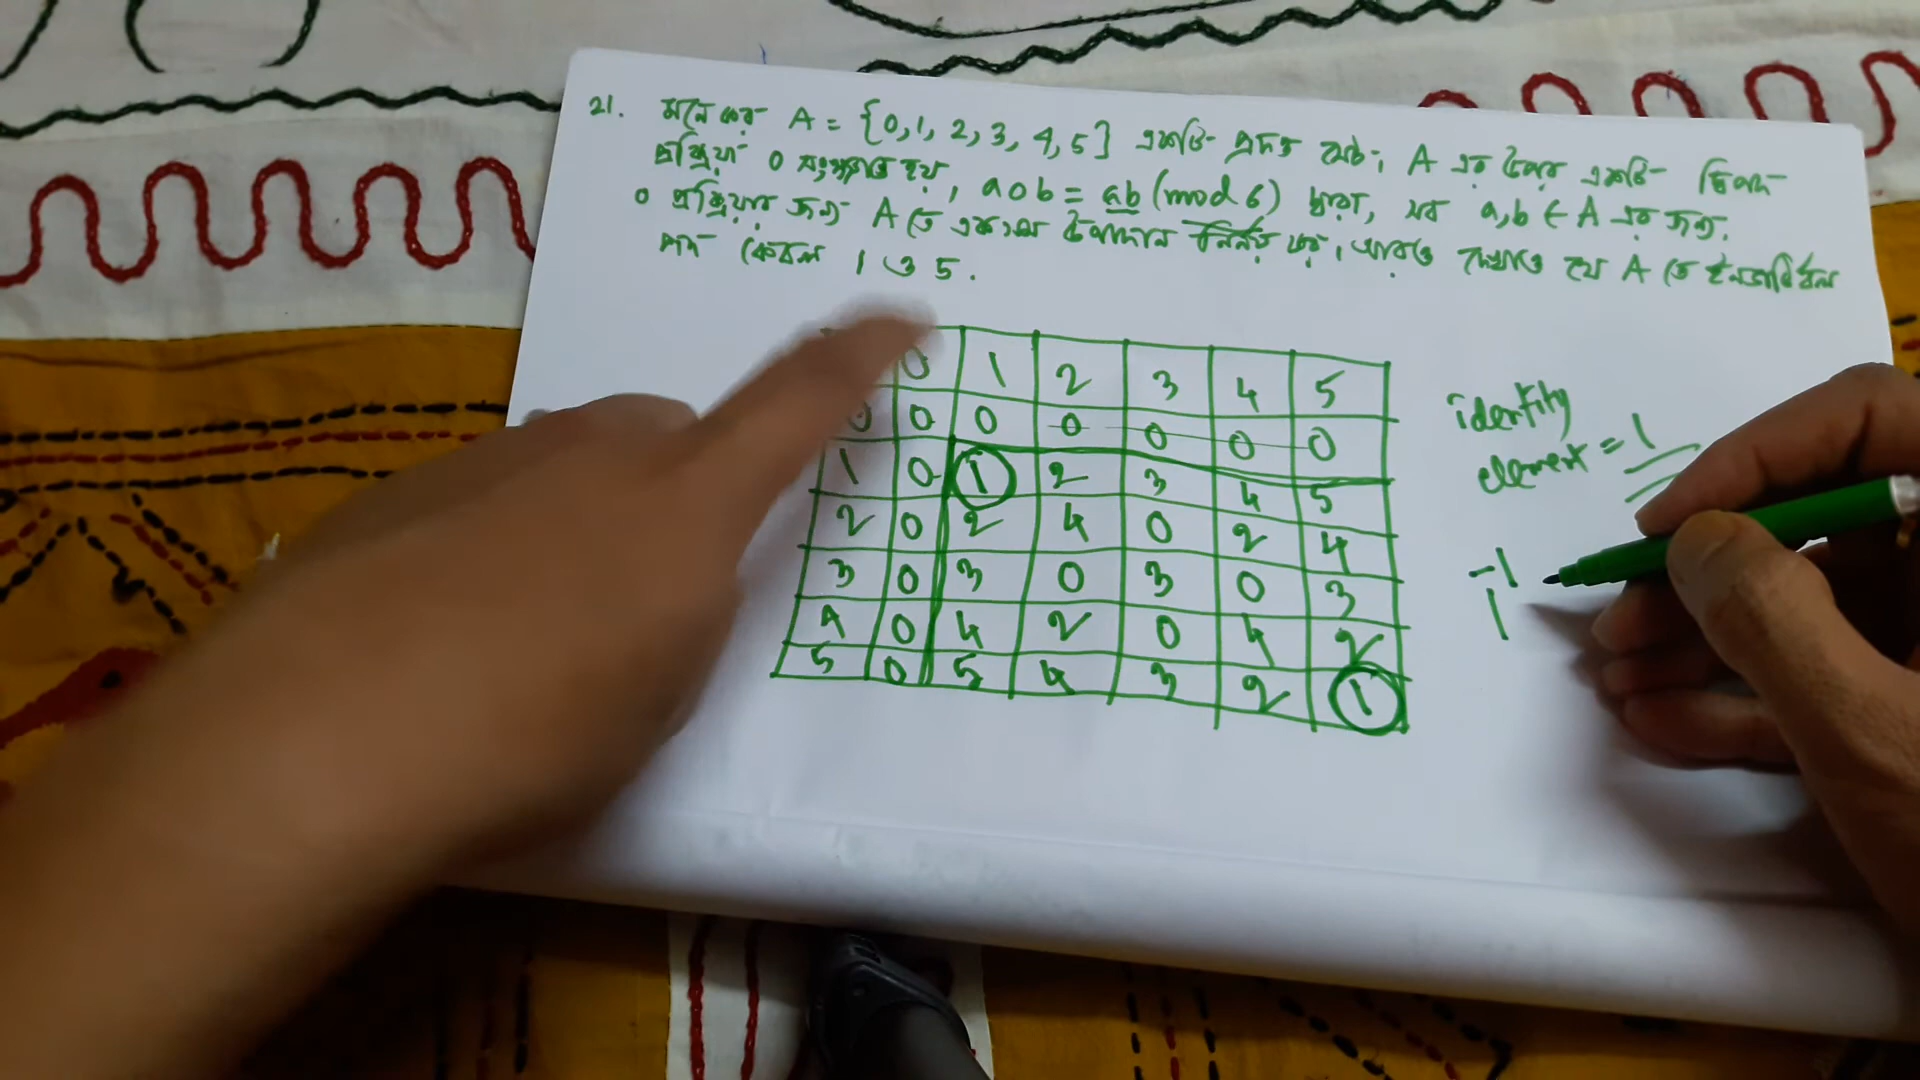 21. মনে কর A = {0, 1, 2, 3, 4, 5} একটি প্রদত্ত সেট, A এর উপর একটি দ্বিপদ
প্রক্রিয়া o সংজ্ঞাত হয়, aob = ab (mod 6) দ্বারা, সব a, b ∈ A এর জন্য.
o প্রক্রিয়ার জন্য A তে একসম উপাদান নির্ণয় কর, আরও দেখাও যে A তে ইনভার্টিবল
পদ কেবল 1 ও 5.
0 1 2 3 4 5
0 0 0 0 0 0 0
1 0 1 2 3 4 5
2 0 2 4 0 2 4
3 0 3 0 3 0 3
4 0 4 2 0 4 2
5 0 5 4 3 2 1
identity
element = 1
1⁻¹